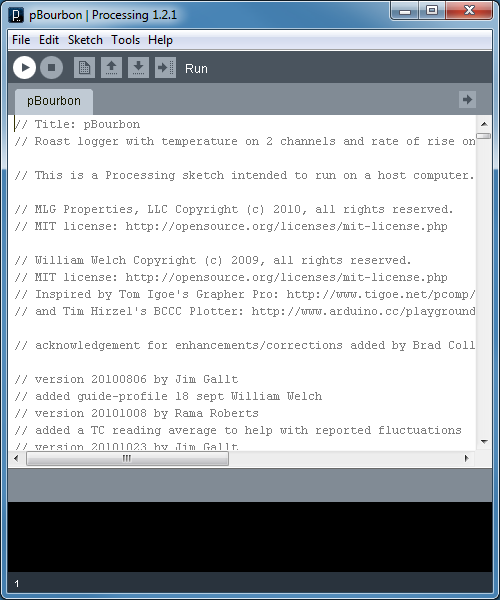 pBourbon | Processing 1.2.1
File Edit Sketch Tools Help
Run
pBourbon
// Title: pBourbon
// Roast logger with temperature on 2 channels and rate of rise on
// This is a Processing sketch intended to run on a host computer.
// MLG Properties, LLC Copyright (c) 2010, all rights reserved.
// MIT license: http://opensource.org/licenses/mit-license.php
// William Welch Copyright (c) 2009, all rights reserved.
// MIT license: http://opensource.org/licenses/mit-license.php
// Inspired by Tom Igoe's Grapher Pro: http://www.tigoe.net/pcomp/
// and Tim Hirzel's BCCC Plotter: http://www.arduino.cc/playground
// acknowledgement for enhancements/corrections added by Brad Coll
// version 20100806 by Jim Gallt
// added guide-profile 18 sept William Welch
// version 20101008 by Rama Roberts
// added a TC reading average to help with reported fluctuations
// version 20101023 by Jim Gallt
1